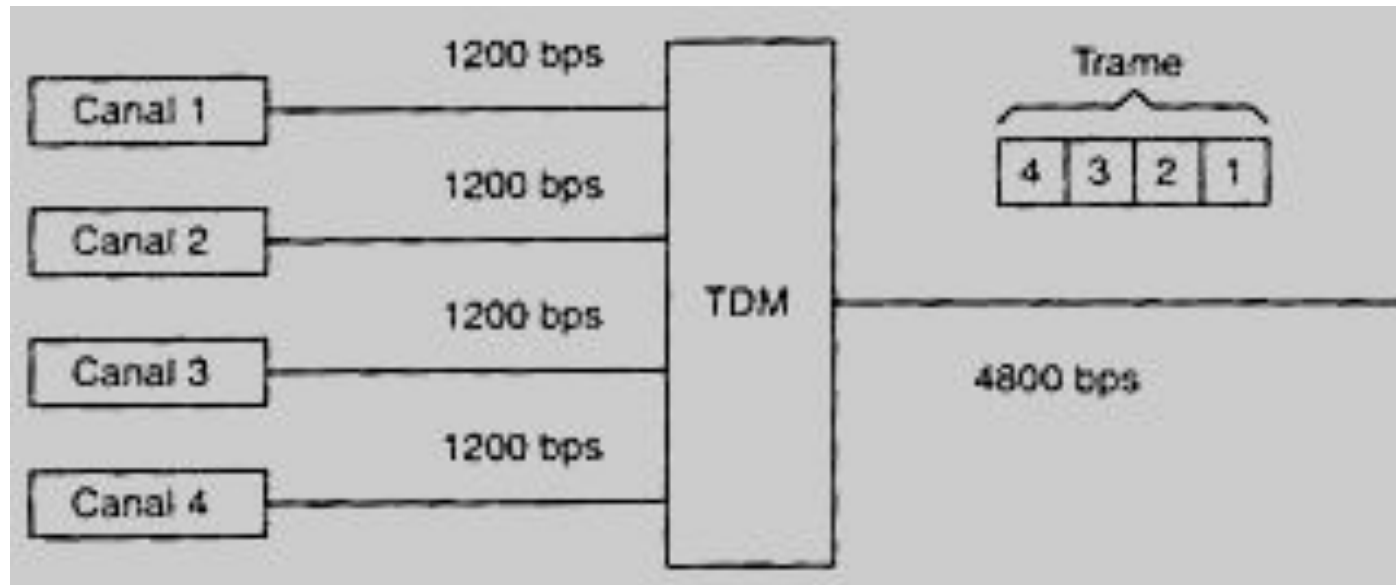 1200 bps
Trame
Canal 1
1200 bps
4 3 2 1
Canal 2
1200 bps
TDM
Canal 3
4800 bps
1200 bps
Canal 4